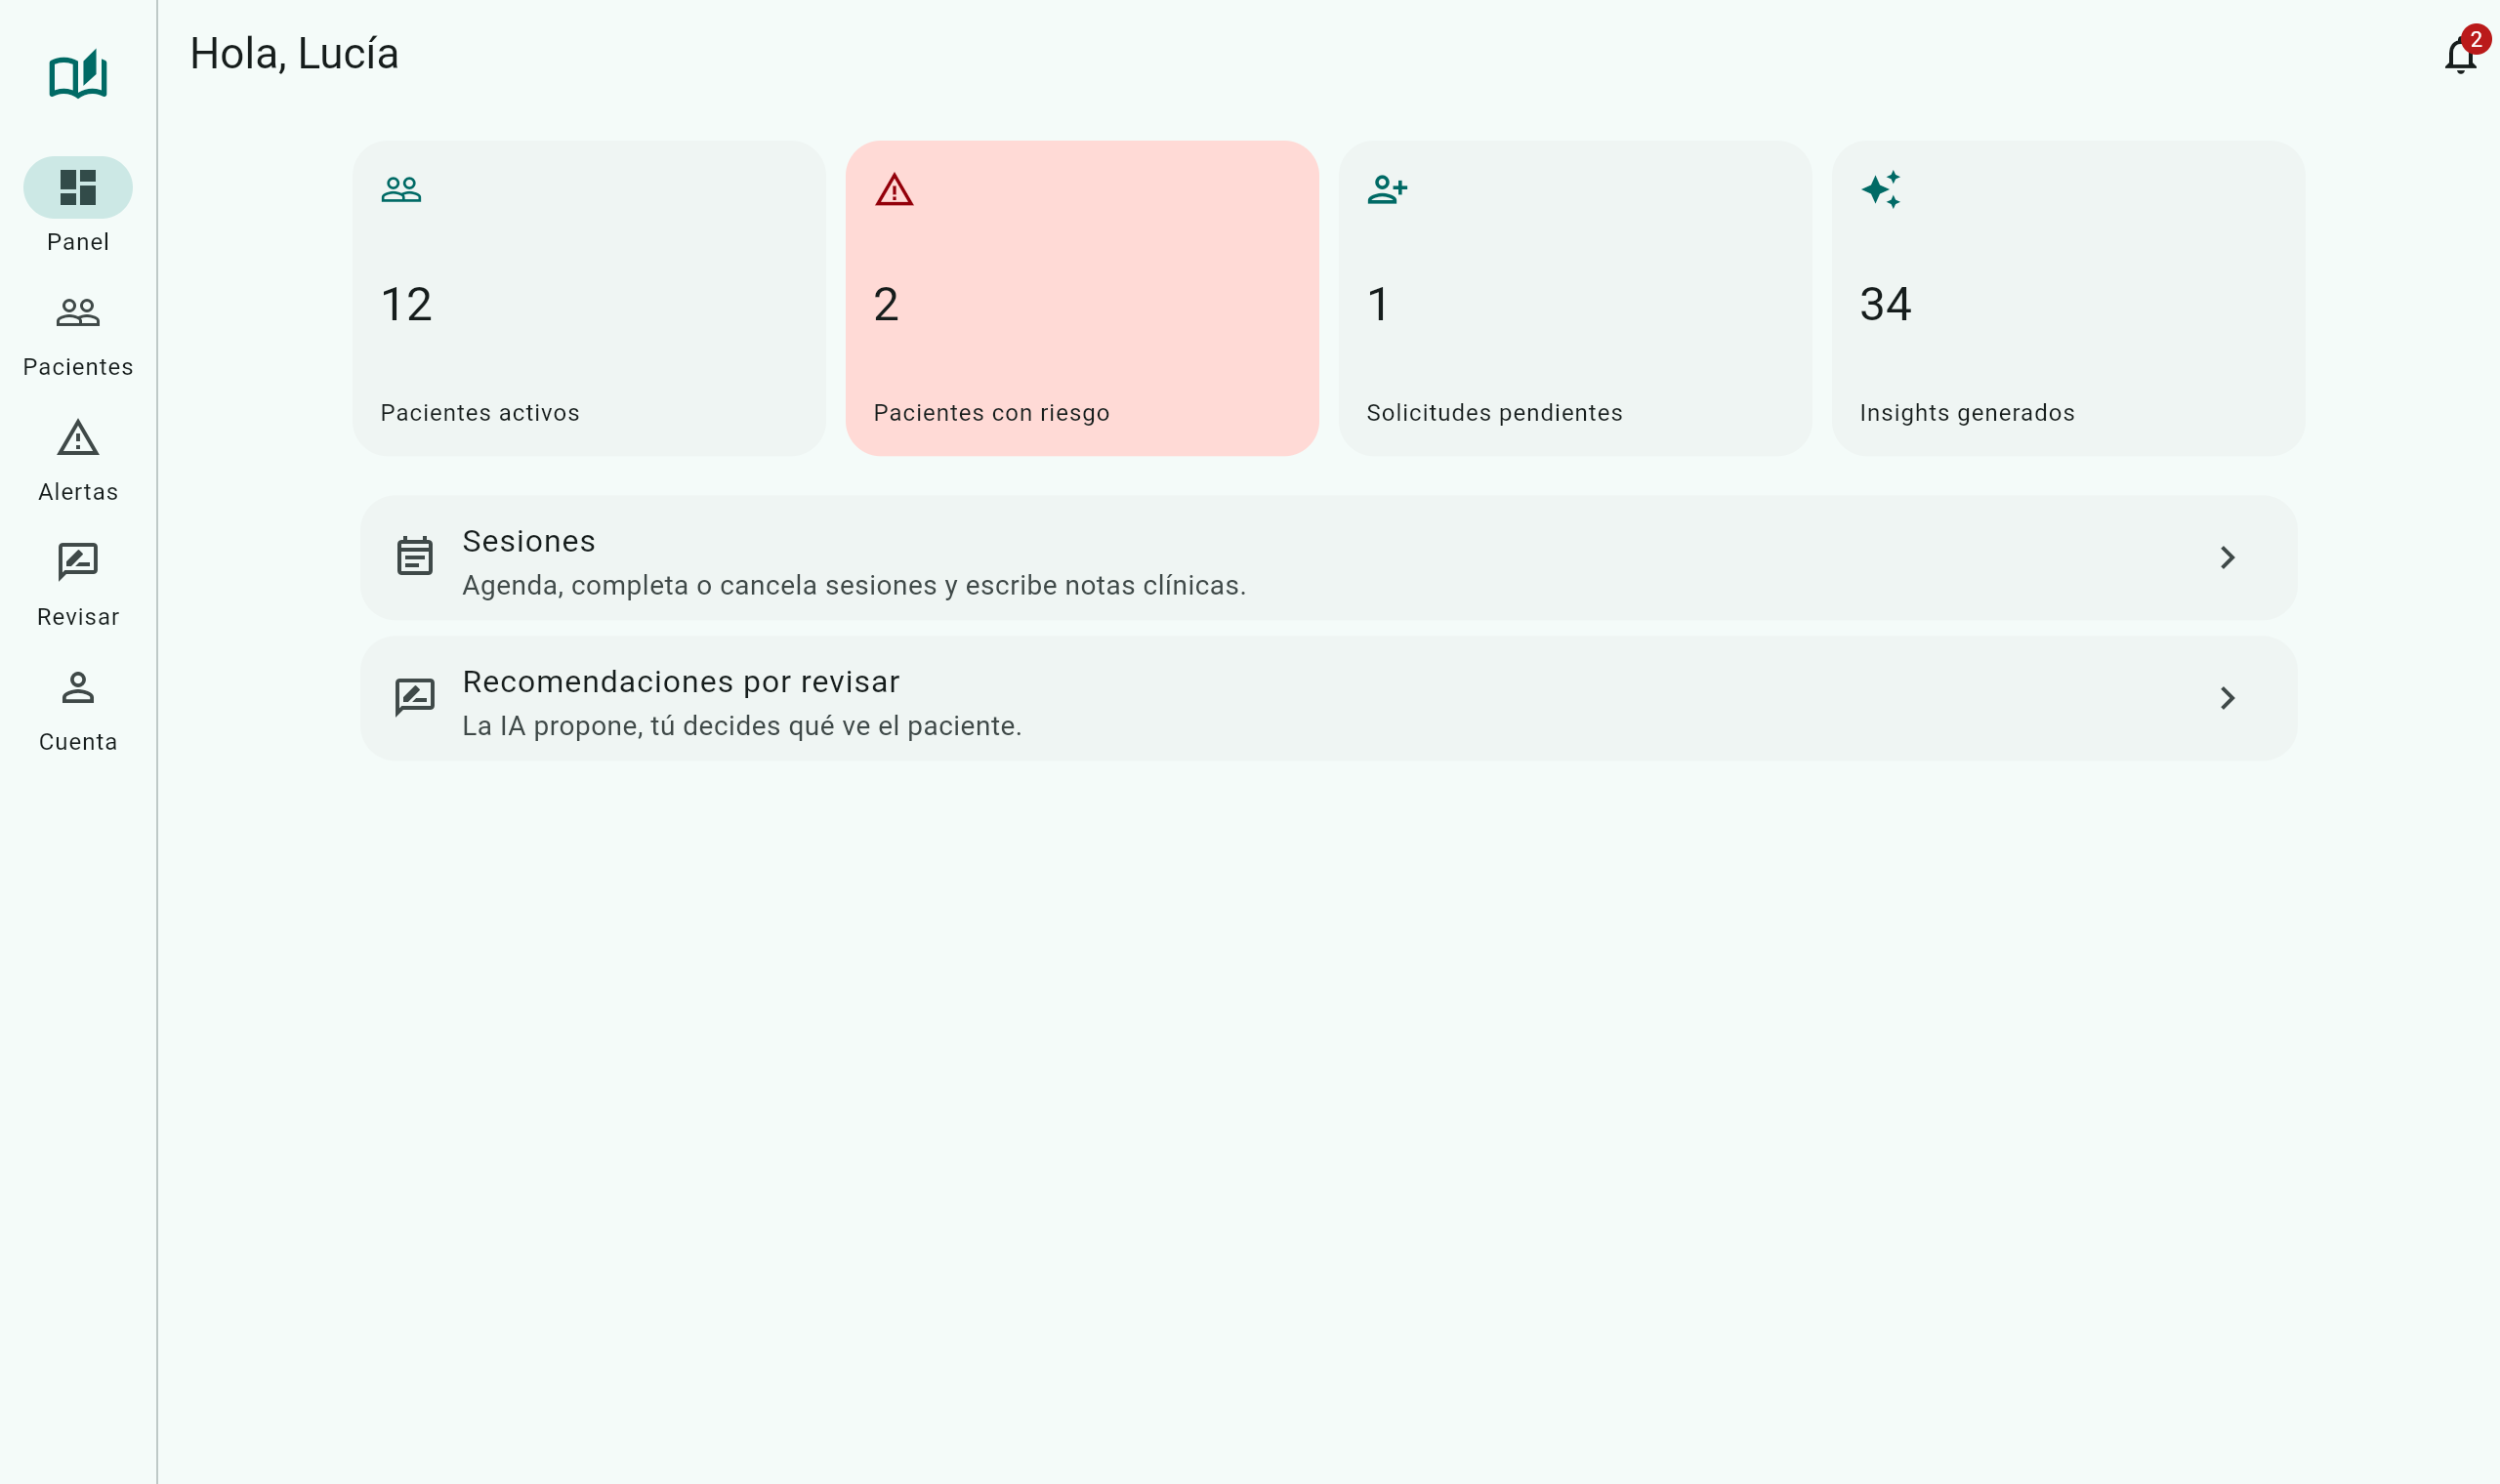 Hola, Lucía
2
Panel
Pacientes
Alertas
Revisar
Cuenta
12
Pacientes activos
2
Pacientes con riesgo
1
Solicitudes pendientes
34
Insights generados
Sesiones
Agenda, completa o cancela sesiones y escribe notas clínicas.
Recomendaciones por revisar
La IA propone, tú decides qué ve el paciente.